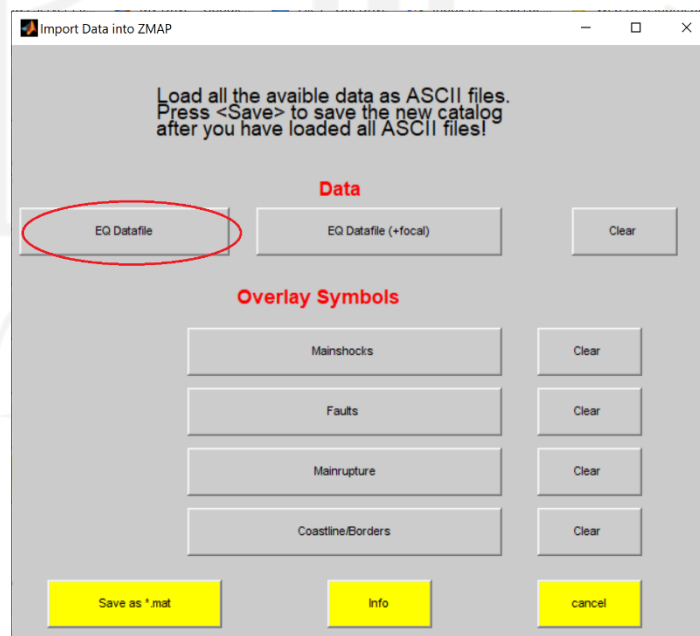 Import Data into ZMAP
Load all the avaible data as ASCII files.
Press <Save> to save the new catalog
after you have loaded all ASCII files!
Data
EQ Datafile
EQ Datafile (+focal)
Clear
Overlay Symbols
Mainshocks
Clear
Faults
Clear
Mainrupture
Clear
Coastline/Borders
Clear
Save as *.mat
Info
cancel